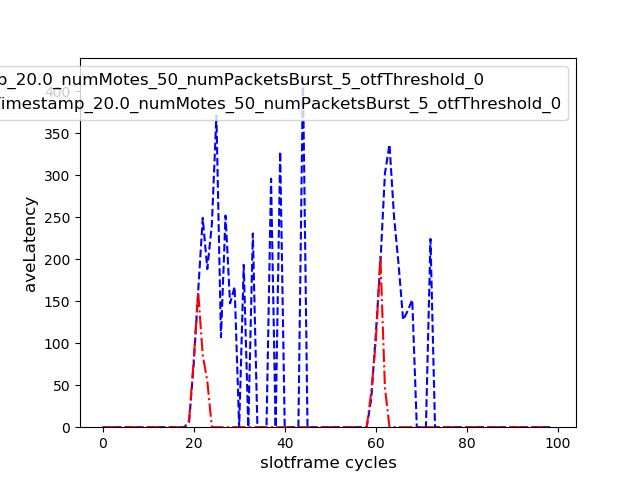 p_20.0_numMotes_50_numPacketsBurst_5_otfThreshold_0
Timestamp_20.0_numMotes_50_numPacketsBurst_5_otfThreshold_0
400
350
300
250
200
150
100
50
0
aveLatency
0 20 40 60 80 100
slotframe cycles